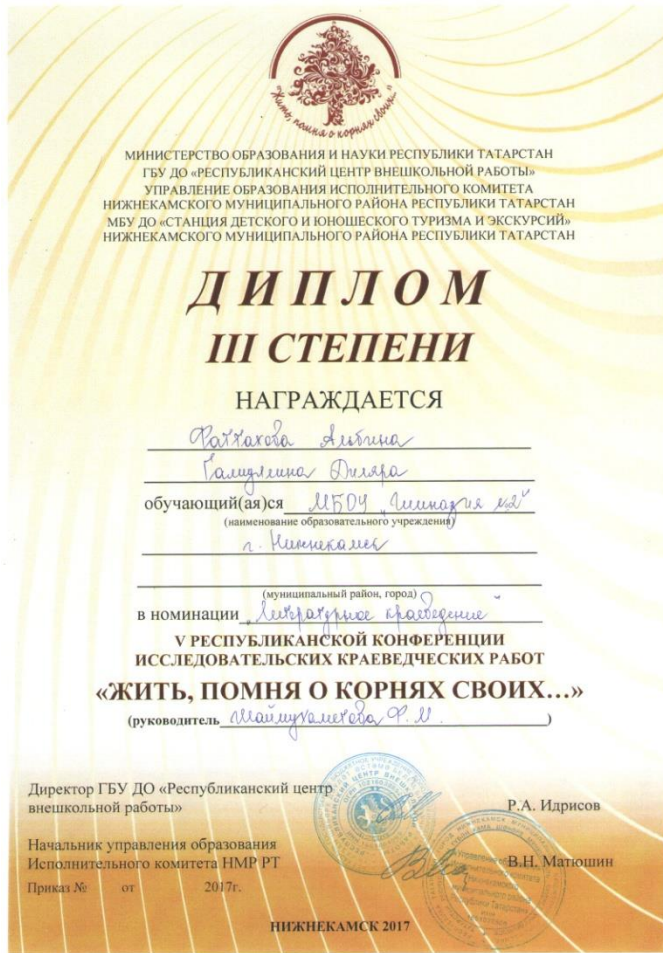 "Жить, помня о корнях своих..."
МИНИСТЕРСТВО ОБРАЗОВАНИЯ И НАУКИ РЕСПУБЛИКИ ТАТАРСТАН
ГБУ ДО «РЕСПУБЛИКАНСКИЙ ЦЕНТР ВНЕШКОЛЬНОЙ РАБОТЫ»
УПРАВЛЕНИЕ ОБРАЗОВАНИЯ ИСПОЛНИТЕЛЬНОГО КОМИТЕТА
НИЖНЕКАМСКОГО МУНИЦИПАЛЬНОГО РАЙОНА РЕСПУБЛИКИ ТАТАРСТАН
МБУ ДО «СТАНЦИЯ ДЕТСКОГО И ЮНОШЕСКОГО ТУРИЗМА И ЭКСКУРСИЙ»
НИЖНЕКАМСКОГО МУНИЦИПАЛЬНОГО РАЙОНА РЕСПУБЛИКИ ТАТАРСТАН
ДИПЛОМ
III СТЕПЕНИ
НАГРАЖДАЕТСЯ
Фаттахова Альбина
Галидлина Диляра
обучающий(ая)ся МБОУ "Гимназия №2"
(наименование образовательного учреждения)
г. Нижнекамск
(муниципальный район, город)
в номинации "Литературное краеведение"
V РЕСПУБЛИКАНСКОЙ КОНФЕРЕНЦИИ
ИССЛЕДОВАТЕЛЬСКИХ КРАЕВЕДЧЕСКИХ РАБОТ
«ЖИТЬ, ПОМНЯ О КОРНЯХ СВОИХ…»
(руководитель Шаймухаметова Ф.М.)
Директор ГБУ ДО «Республиканский центр
внешкольной работы»
Р.А. Идрисов
Начальник управления образования
Исполнительного комитета НМР РТ
В.Н. Матюшин
Приказ № от 2017г.
НИЖНЕКАМСК 2017